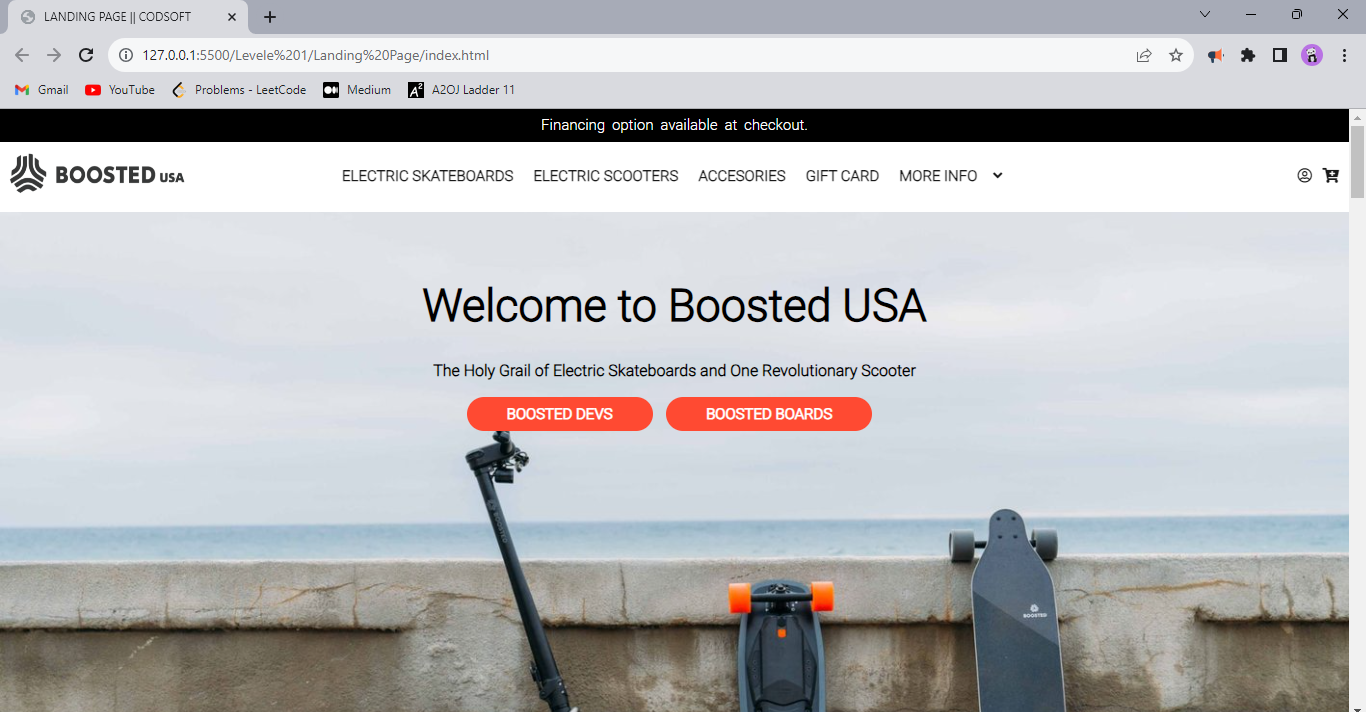 LANDING PAGE || CODSOFT
127.0.0.1:5500/Levele%201/Landing%20Page/index.html
Gmail YouTube Problems - LeetCode Medium A2 A2OJ Ladder 11
Financing option available at checkout.
BOOSTED USA ELECTRIC SKATEBOARDS ELECTRIC SCOOTERS ACCESORIES GIFT CARD MORE INFO
Welcome to Boosted USA
The Holy Grail of Electric Skateboards and One Revolutionary Scooter
BOOSTED DEVS BOOSTED BOARDS
BOOSTED
BOOSTED